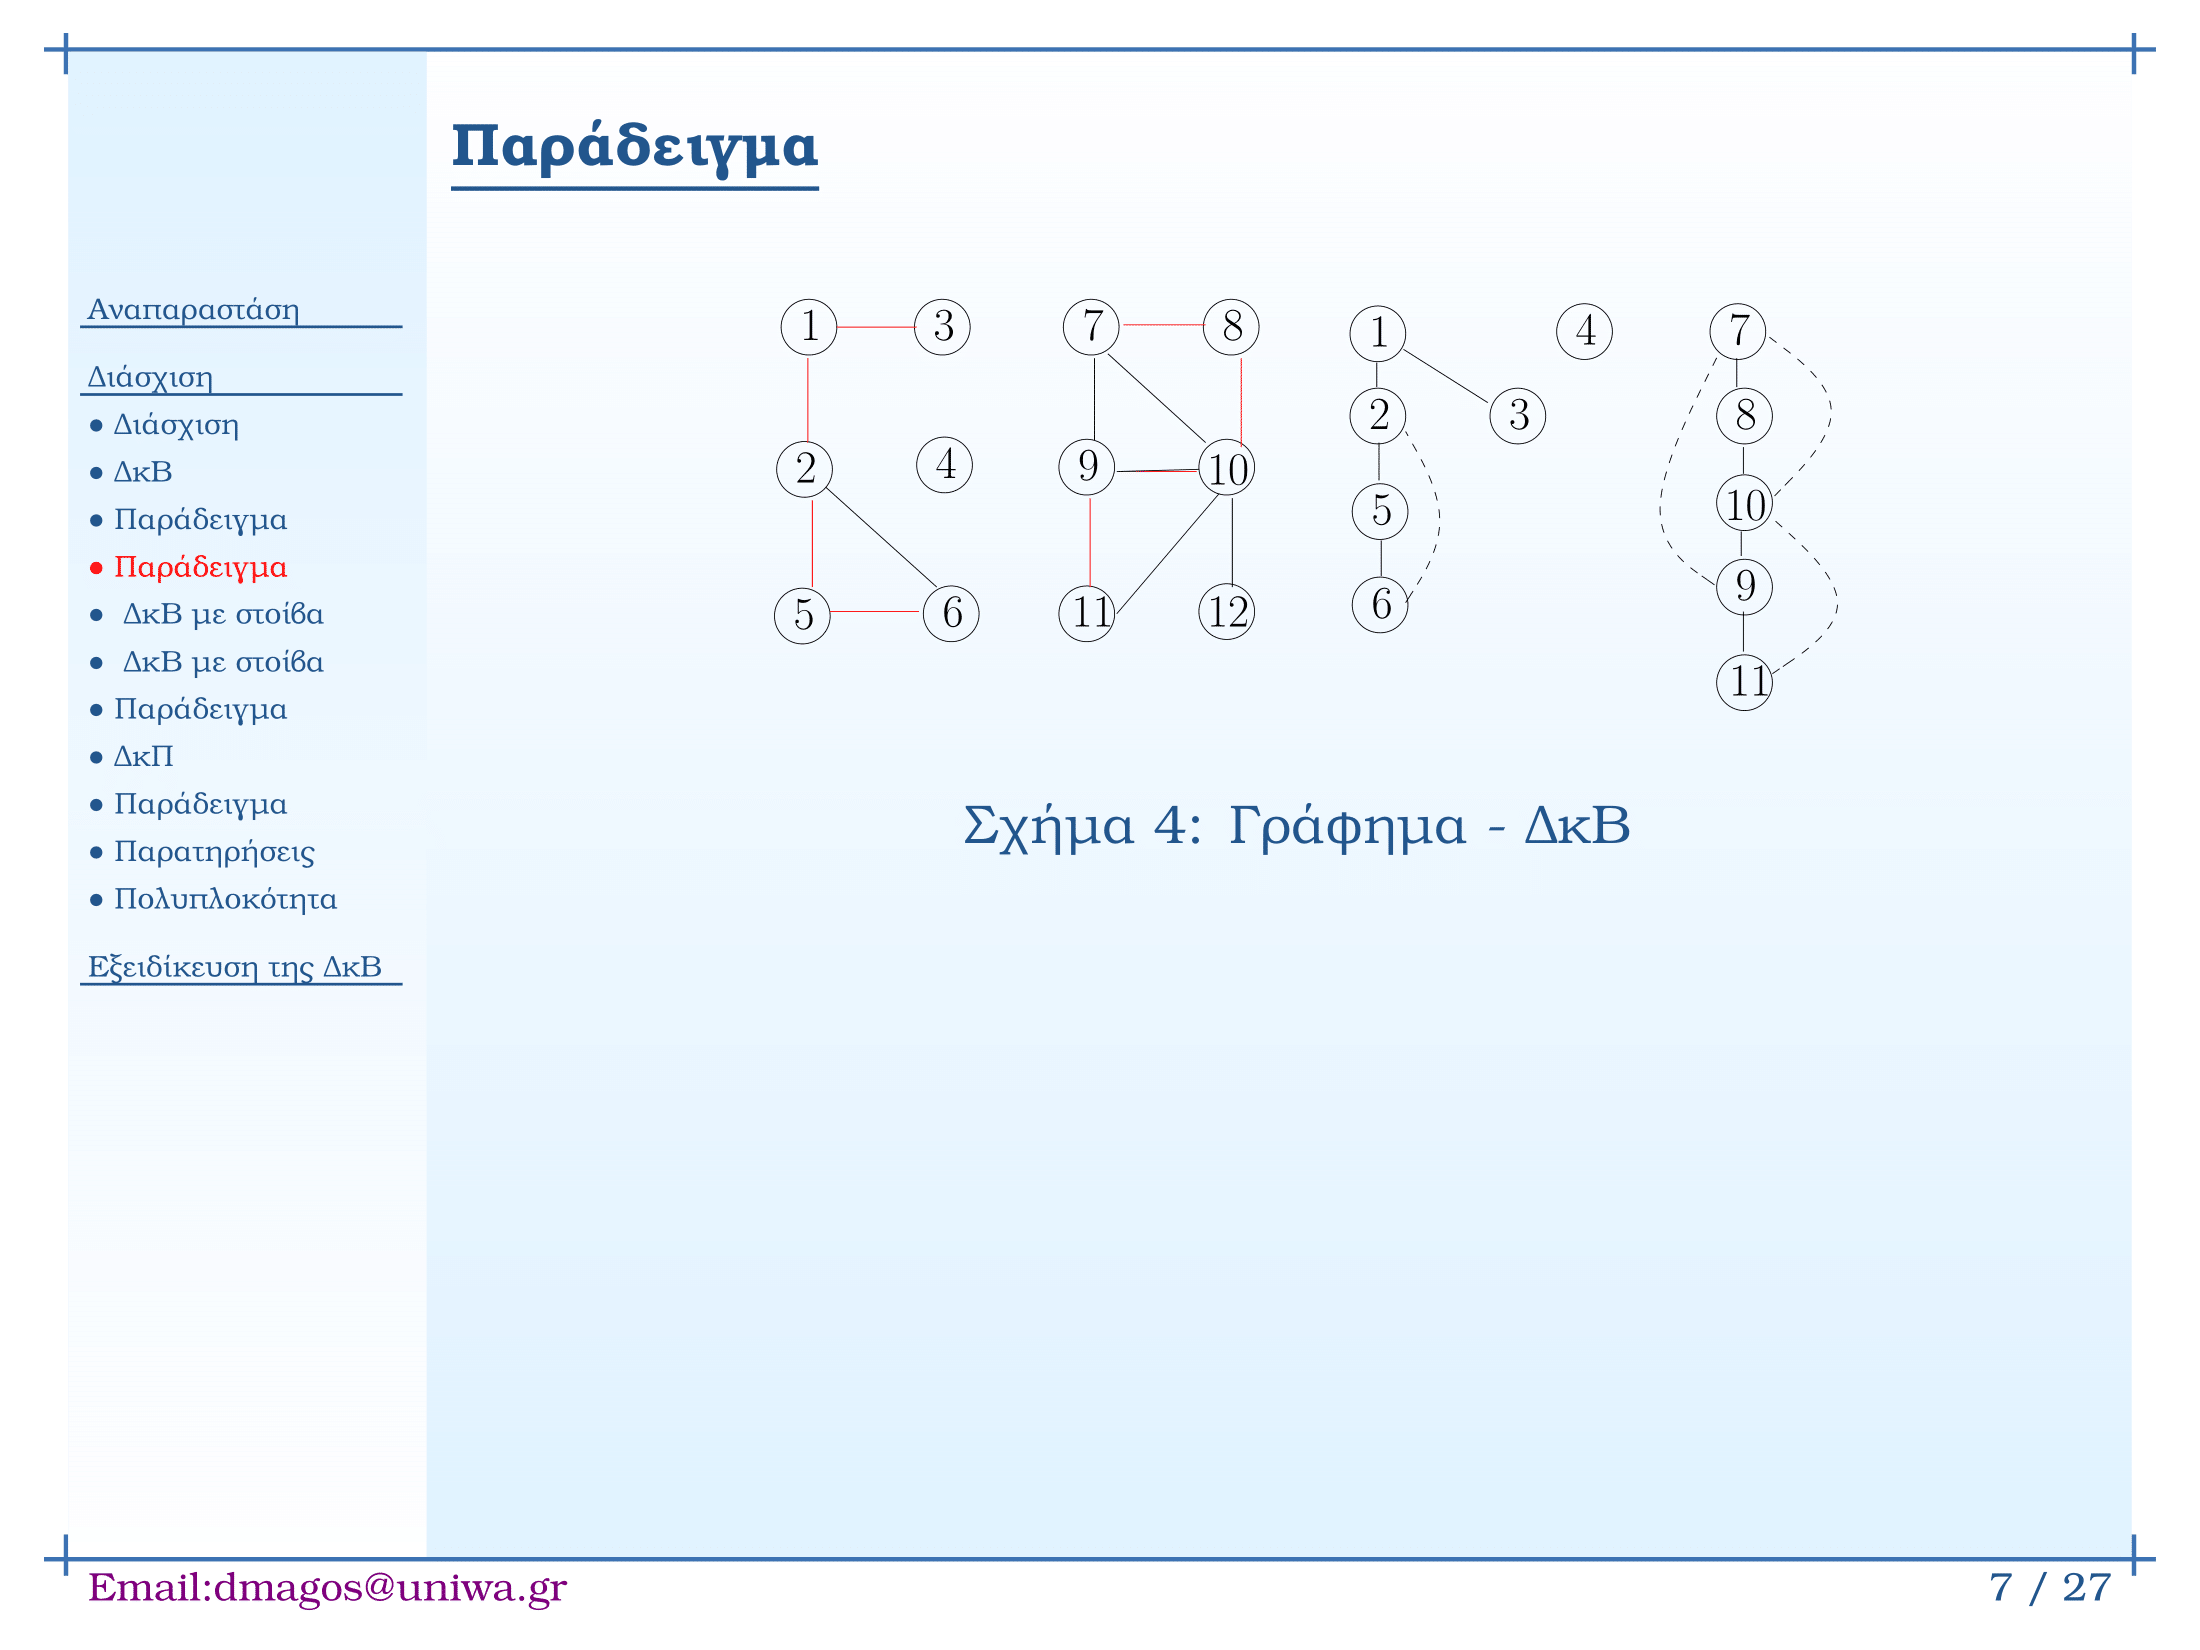 Παράδειγμα
Αναπαραστάση
Διάσχιση
● Διάσχιση
● ΔκΒ
● Παράδειγμα
● Παράδειγμα
● ΔκΒ με στοίβα
● ΔκΒ με στοίβα
● Παράδειγμα
● ΔκΠ
● Παράδειγμα
● Παρατηρήσεις
● Πολυπλοκότητα
Εξειδίκευση της ΔκΒ
1 3 7 8 1 4 7
2 3 8
2 4 9 10 5 10
5 6 11 12 6 9
11
Σχήμα 4: Γράφημα - ΔκΒ
Email:dmagos@uniwa.gr
7 / 27